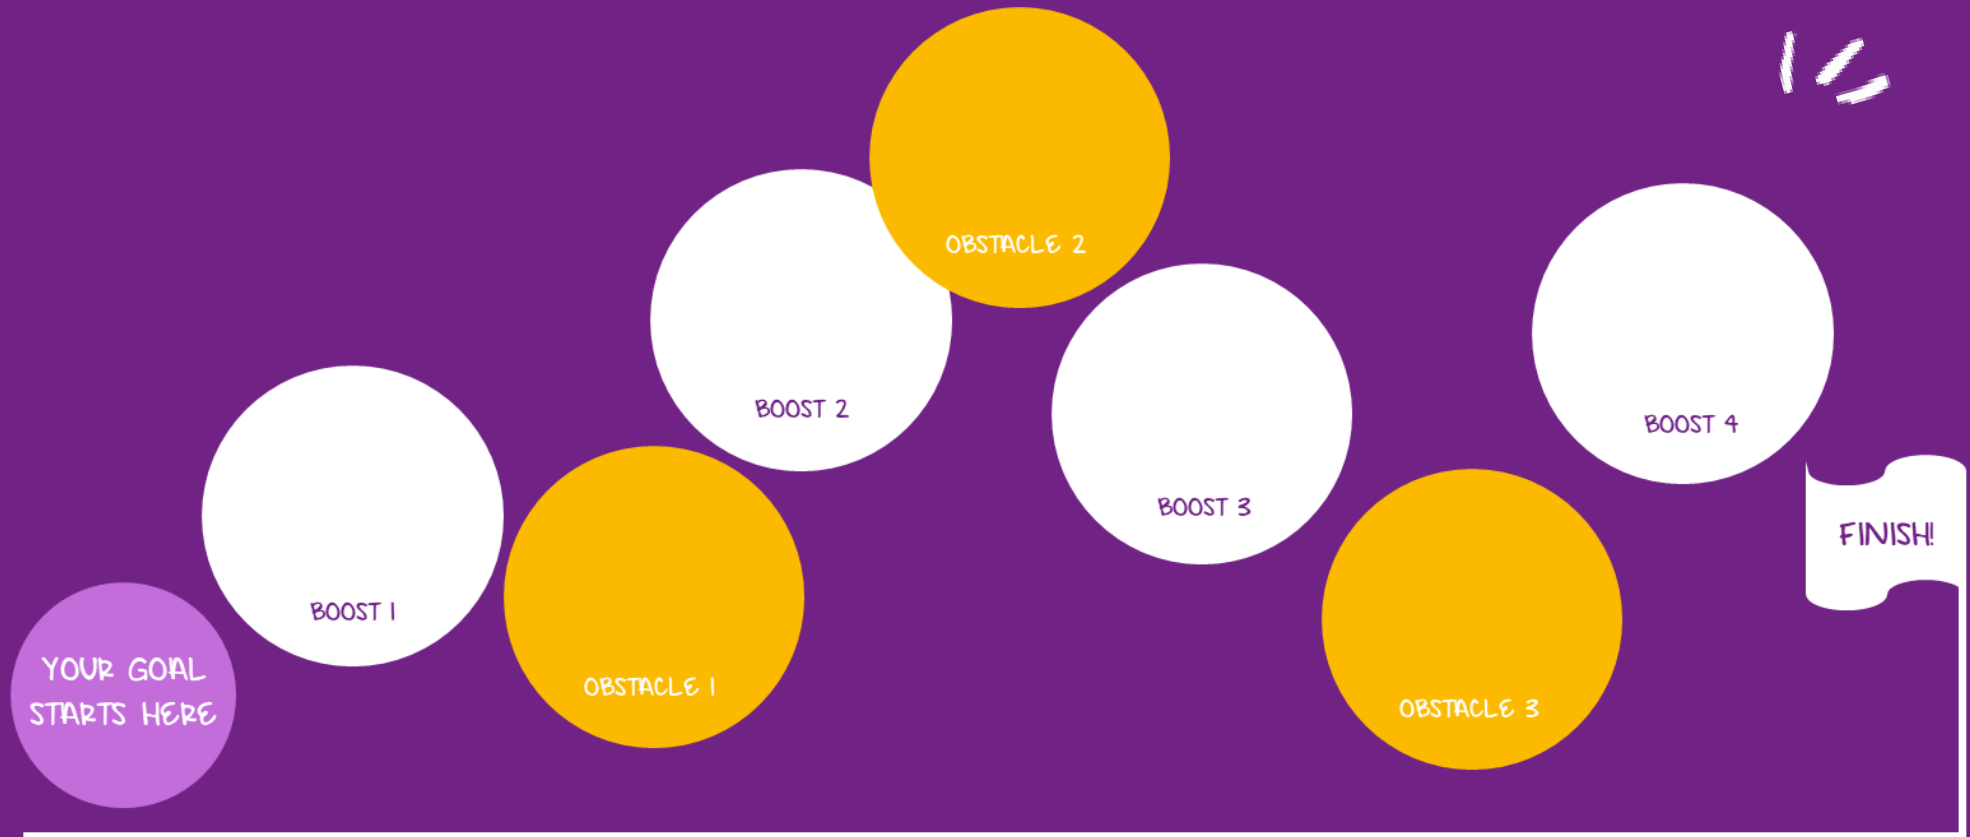 YOUR GOAL
STARTS HERE
BOOST 1
OBSTACLE 1
BOOST 2
OBSTACLE 2
BOOST 3
OBSTACLE 3
BOOST 4
FINISH!